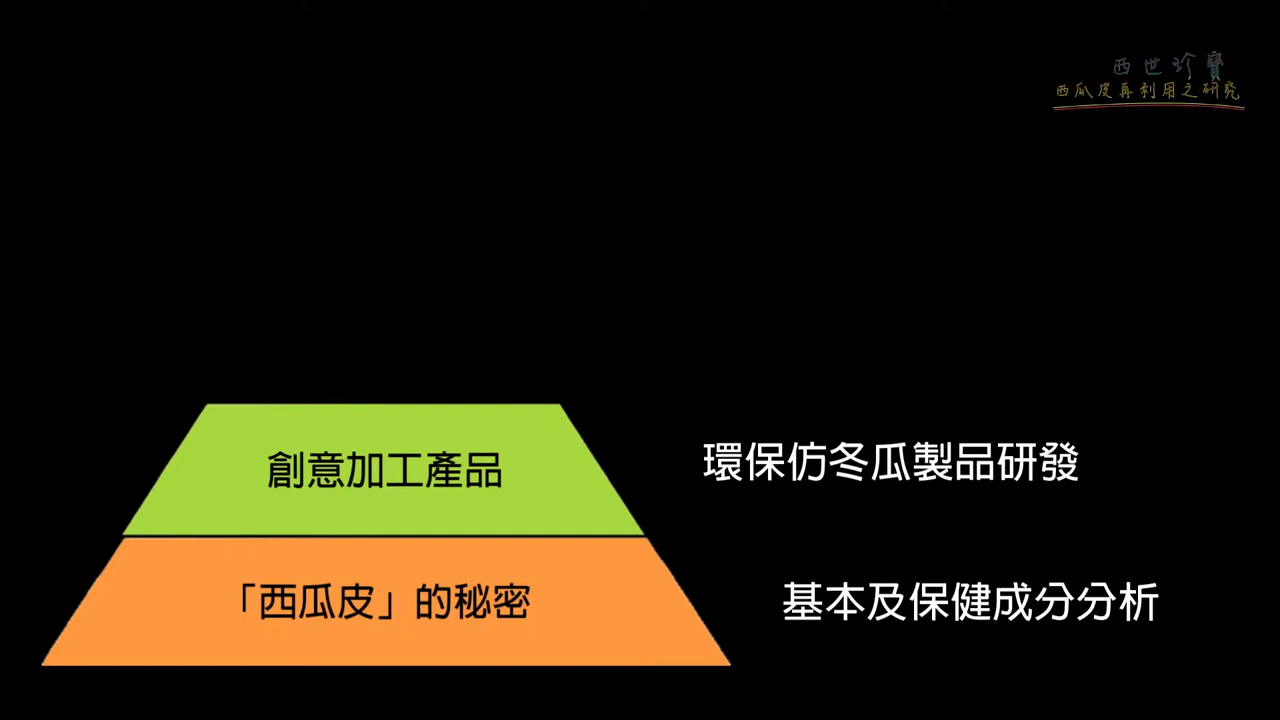 西世珍寶
西瓜皮再利用之研究
創意加工產品
環保仿冬瓜製品研發
「西瓜皮」的秘密
基本及保健成分分析